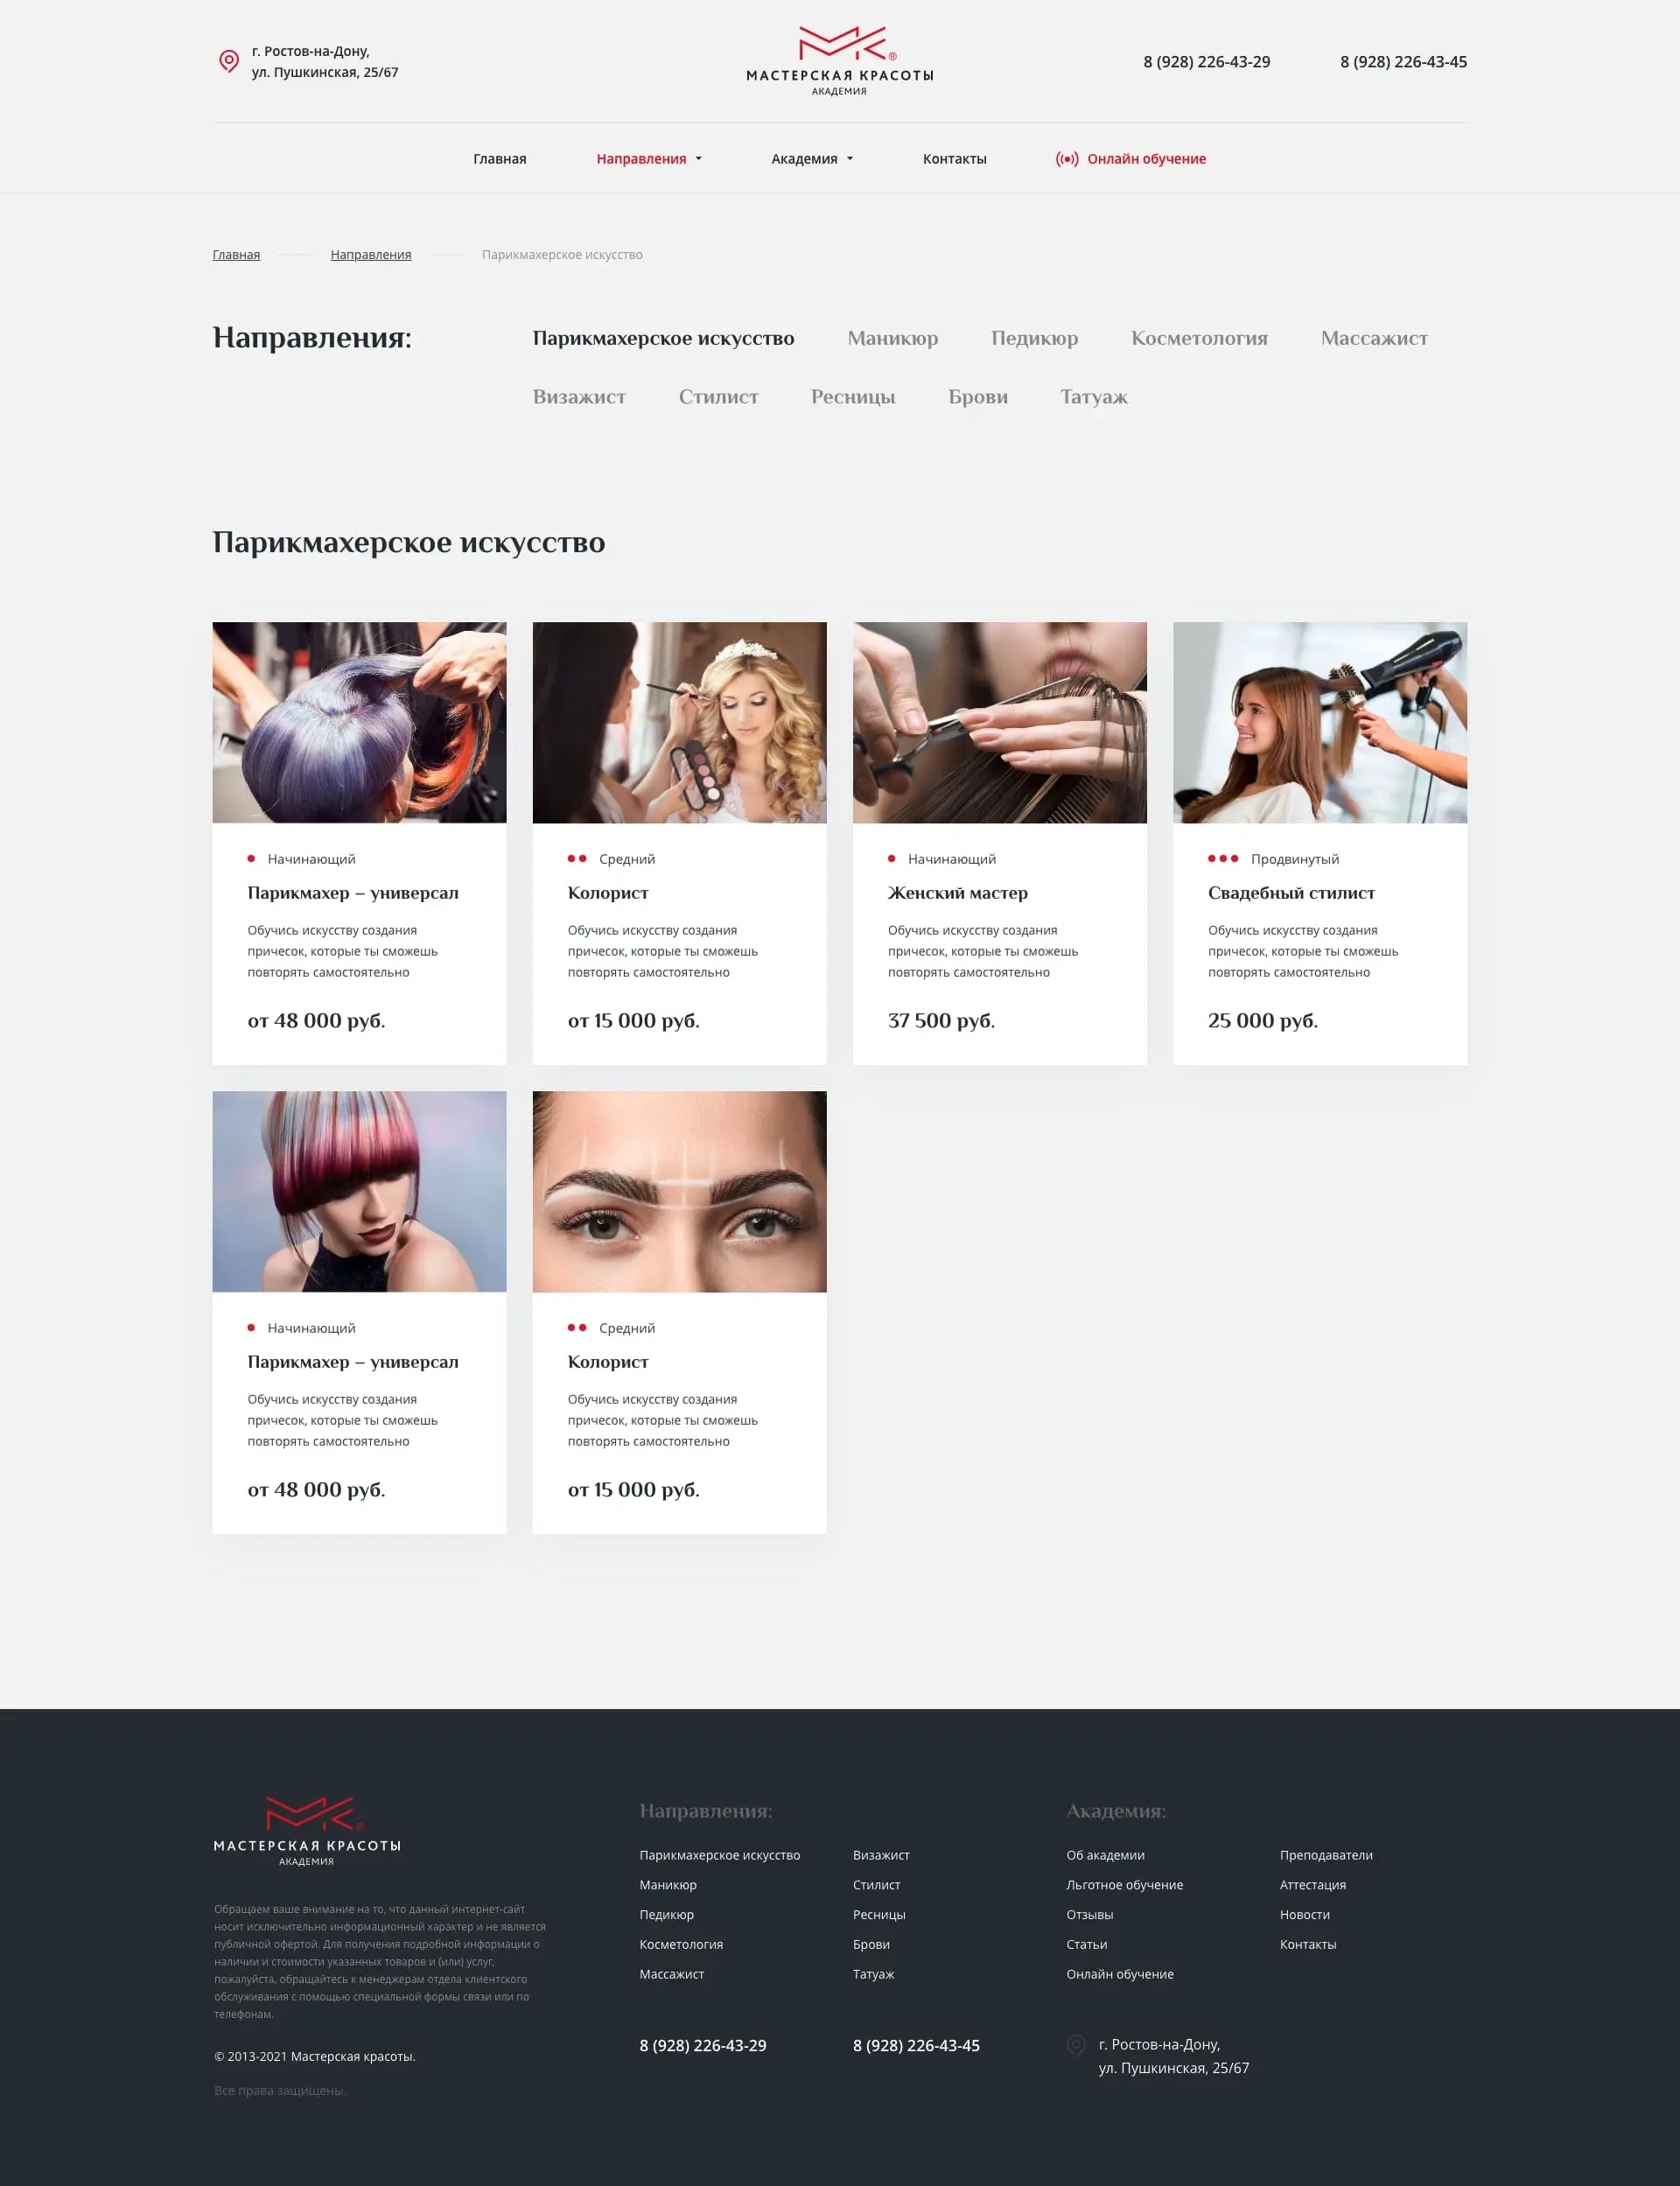 г. Ростов-на-Дону,
ул. Пушкинская, 25/67
®
МАСТЕРСКАЯ КРАСОТЫ
АКАДЕМИЯ
8 (928) 226-43-29
8 (928) 226-43-45
Главная
Направления
Академия
Контакты
Онлайн обучение
Главная
Направления
Парикмахерское искусство
Направления:
Парикмахерское искусство
Маникюр
Педикюр
Косметология
Массажист
Визажист
Стилист
Ресницы
Брови
Татуаж
Парикмахерское искусство
Начинающий
Парикмахер – универсал
Обучись искусству создания
причесок, которые ты сможешь
повторять самостоятельно
от 48 000 руб.
Средний
Колорист
Обучись искусству создания
причесок, которые ты сможешь
повторять самостоятельно
от 15 000 руб.
Начинающий
Женский мастер
Обучись искусству создания
причесок, которые ты сможешь
повторять самостоятельно
37 500 руб.
Продвинутый
Свадебный стилист
Обучись искусству создания
причесок, которые ты сможешь
повторять самостоятельно
25 000 руб.
Начинающий
Парикмахер – универсал
Обучись искусству создания
причесок, которые ты сможешь
повторять самостоятельно
от 48 000 руб.
Средний
Колорист
Обучись искусству создания
причесок, которые ты сможешь
повторять самостоятельно
от 15 000 руб.
®
МАСТЕРСКАЯ КРАСОТЫ
АКАДЕМИЯ
Обращаем ваше внимание на то, что данный интернет-сайт
носит исключительно информационный характер и не является
публичной офертой. Для получения подробной информации о
наличии и стоимости указанных товаров и (или) услуг,
пожалуйста, обращайтесь к менеджерам отдела клиентского
обслуживания с помощью специальной формы связи или по
телефонам.
© 2013-2021 Мастерская красоты.
Все права защищены.
Направления:
Парикмахерское искусство
Маникюр
Педикюр
Косметология
Массажист
Визажист
Стилист
Ресницы
Брови
Татуаж
Академия:
Об академии
Льготное обучение
Отзывы
Статьи
Онлайн обучение
Преподаватели
Аттестация
Новости
Контакты
8 (928) 226-43-29
8 (928) 226-43-45
г. Ростов-на-Дону,
ул. Пушкинская, 25/67